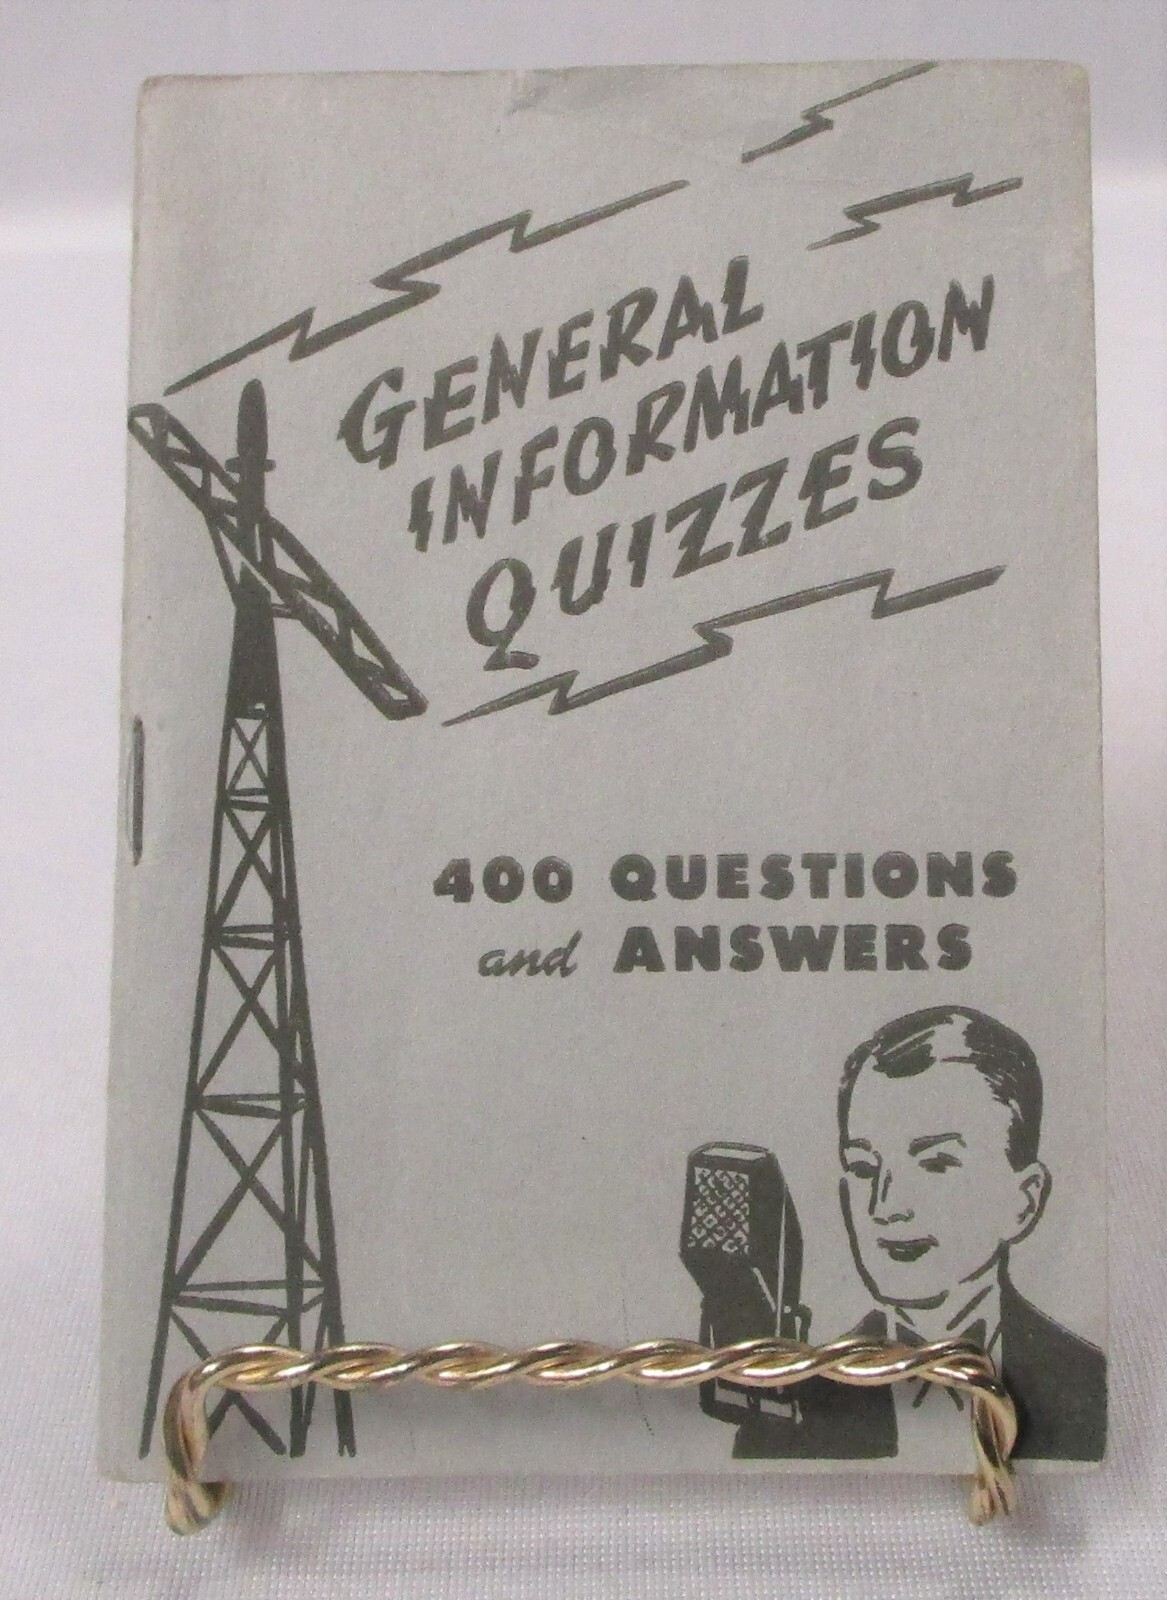 GENERAL
INFORMATION
QUIZZES
400 QUESTIONS
and ANSWERS